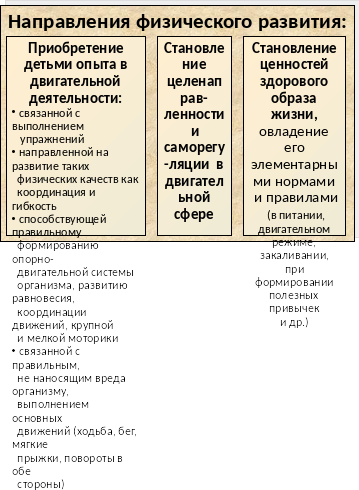 Направления физического развития:
Приобретение
детьми опыта в
двигательной
деятельности:
• связанной с
выполнением
упражнений
• направленной на
развитие таких
физических качеств как
координация и
гибкость
• способствующей
правильному
формированию
опорно-
двигательной системы
организма, развитию
равновесия,
координации
движений, крупной
и мелкой моторики
• связанной с
правильным,
не наносящим вреда
организму,
выполнением
основных
движений (ходьба, бег,
мягкие
прыжки, повороты в
обе
стороны)
Становле
ние
целенап
рав-
ленности
и
саморегу
-ляции в
двигател
ьной
сфере
Становление
ценностей
здорового
образа
жизни,
овладение
его
элементарны
ми нормами
и правилами
(в питании,
двигательном
режиме,
закаливании,
при
формировании
полезных
привычек
и др.)